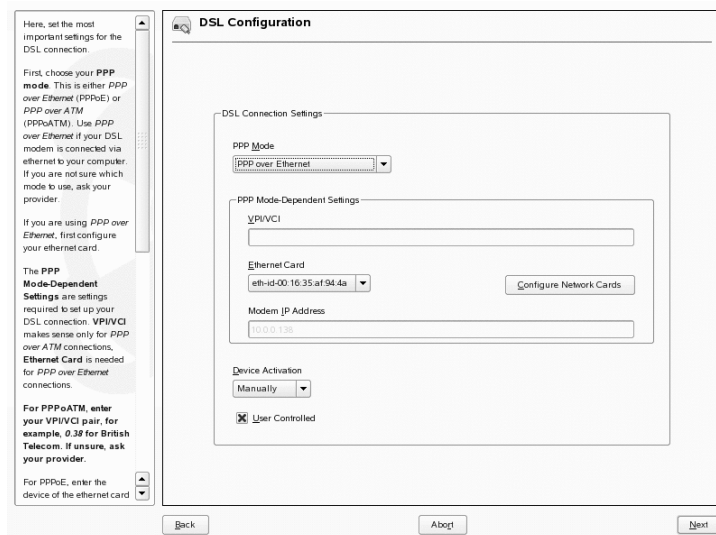 Here, set the most
important settings for the
DSL connection.
First, choose your PPP
mode. This is either PPP
over Ethernet (PPPoE) or
PPP over ATM
(PPPoATM). Use PPP
over Ethernet if your DSL
modem is connected via
ethernet to your computer.
If you are not sure which
mode to use, ask your
provider.
If you are using PPP over
Ethernet, first configure
your ethernet card.
The PPP
Mode-Dependent
Settings are settings
required to set up your
DSL connection. VPI/VCI
makes sense only for PPP
over ATM connections,
Ethernet Card is needed
for PPP over Ethernet
connections.
For PPPoATM, enter
your VPI/VCI pair, for
example, 0.38 for British
Telecom. If unsure, ask
your provider.
For PPPoE, enter the
device of the ethernet card
DSL Configuration
DSL Connection Settings
PPP Mode
PPP over Ethernet
PPP Mode-Dependent Settings
VPI/VCI
Ethernet Card
eth-id-00:16:35:af:94:4a
Configure Network Cards
Modem IP Address
10.0.0.138
Device Activation
Manually
User Controlled
Back
Abort
Next